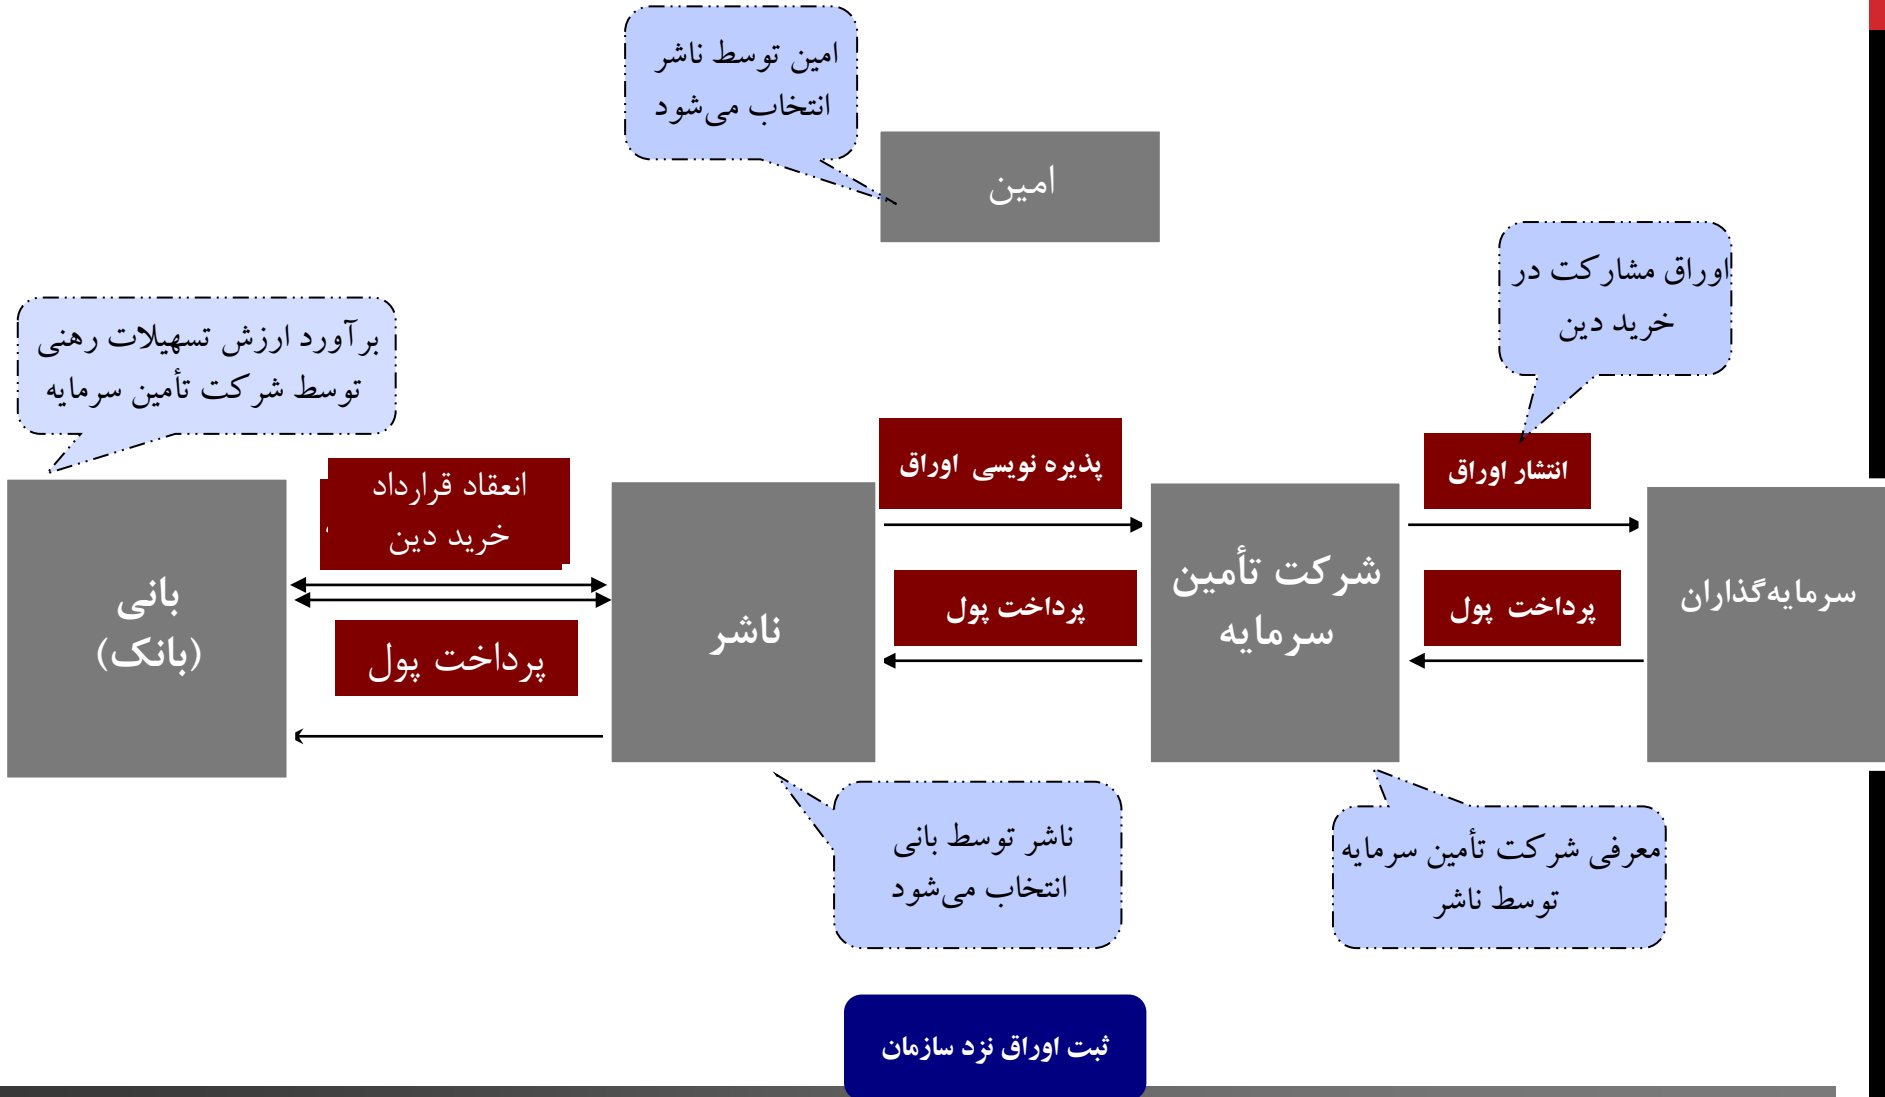 امین توسط ناشر
انتخاب می‌شود
امین
اوراق مشارکت در
خرید دین
برآورد ارزش تسهیلات رهنی
توسط شرکت تأمین سرمایه
انتشار اوراق
پذیره نویسی اوراق
انعقاد قرارداد
خرید دین
سرمایه‌گذاران
پرداخت پول
شرکت تأمین
سرمایه
پرداخت پول
ناشر
پرداخت پول
بانی
(بانک)
معرفی شرکت تأمین سرمایه
توسط ناشر
ناشر توسط بانی
انتخاب می‌شود
ثبت اوراق نزد سازمان